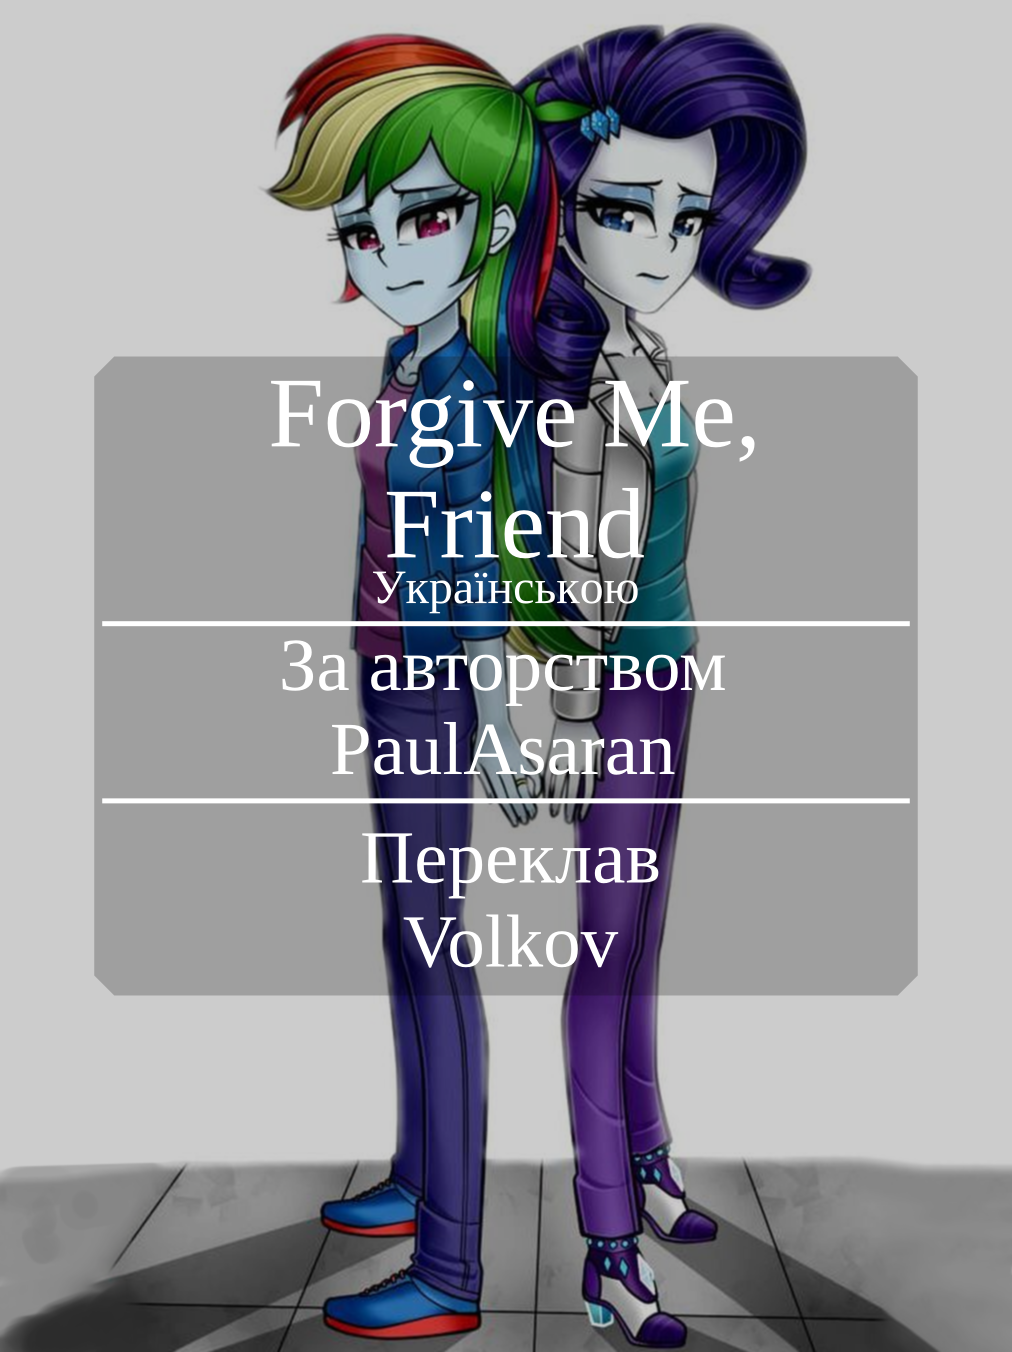 Forgive Me,
Friend
Українською
За авторством
PaulAsaran
Переклав
Volkov